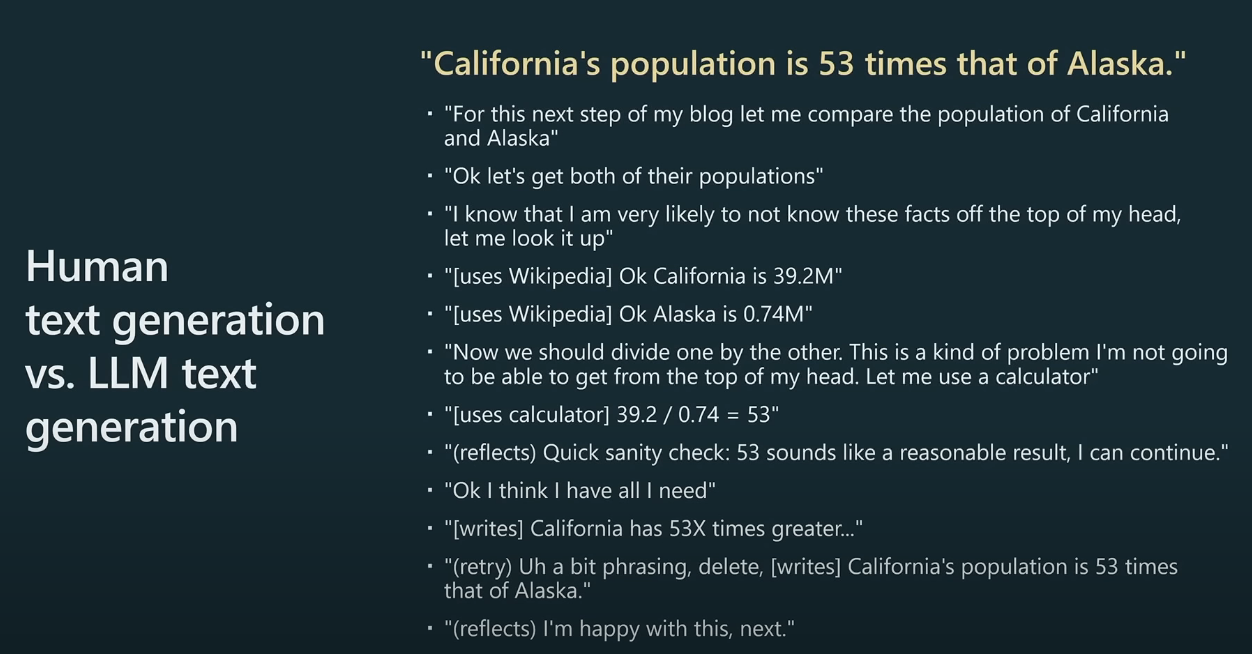 Human
text generation
vs. LLM text
generation
"California's population is 53 times that of Alaska."
▪ "For this next step of my blog let me compare the population of California
and Alaska"
▪ "Ok let's get both of their populations"
▪ "I know that I am very likely to not know these facts off the top of my head,
let me look it up"
▪ "[uses Wikipedia] Ok California is 39.2M"
▪ "[uses Wikipedia] Ok Alaska is 0.74M"
▪ "Now we should divide one by the other. This is a kind of problem I'm not going
to be able to get from the top of my head. Let me use a calculator"
▪ "[uses calculator] 39.2 / 0.74 = 53"
▪ "(reflects) Quick sanity check: 53 sounds like a reasonable result, I can continue."
▪ "Ok I think I have all I need"
▪ "[writes] California has 53X times greater..."
▪ "(retry) Uh a bit phrasing, delete, [writes] California's population is 53 times
that of Alaska."
▪ "(reflects) I'm happy with this, next."